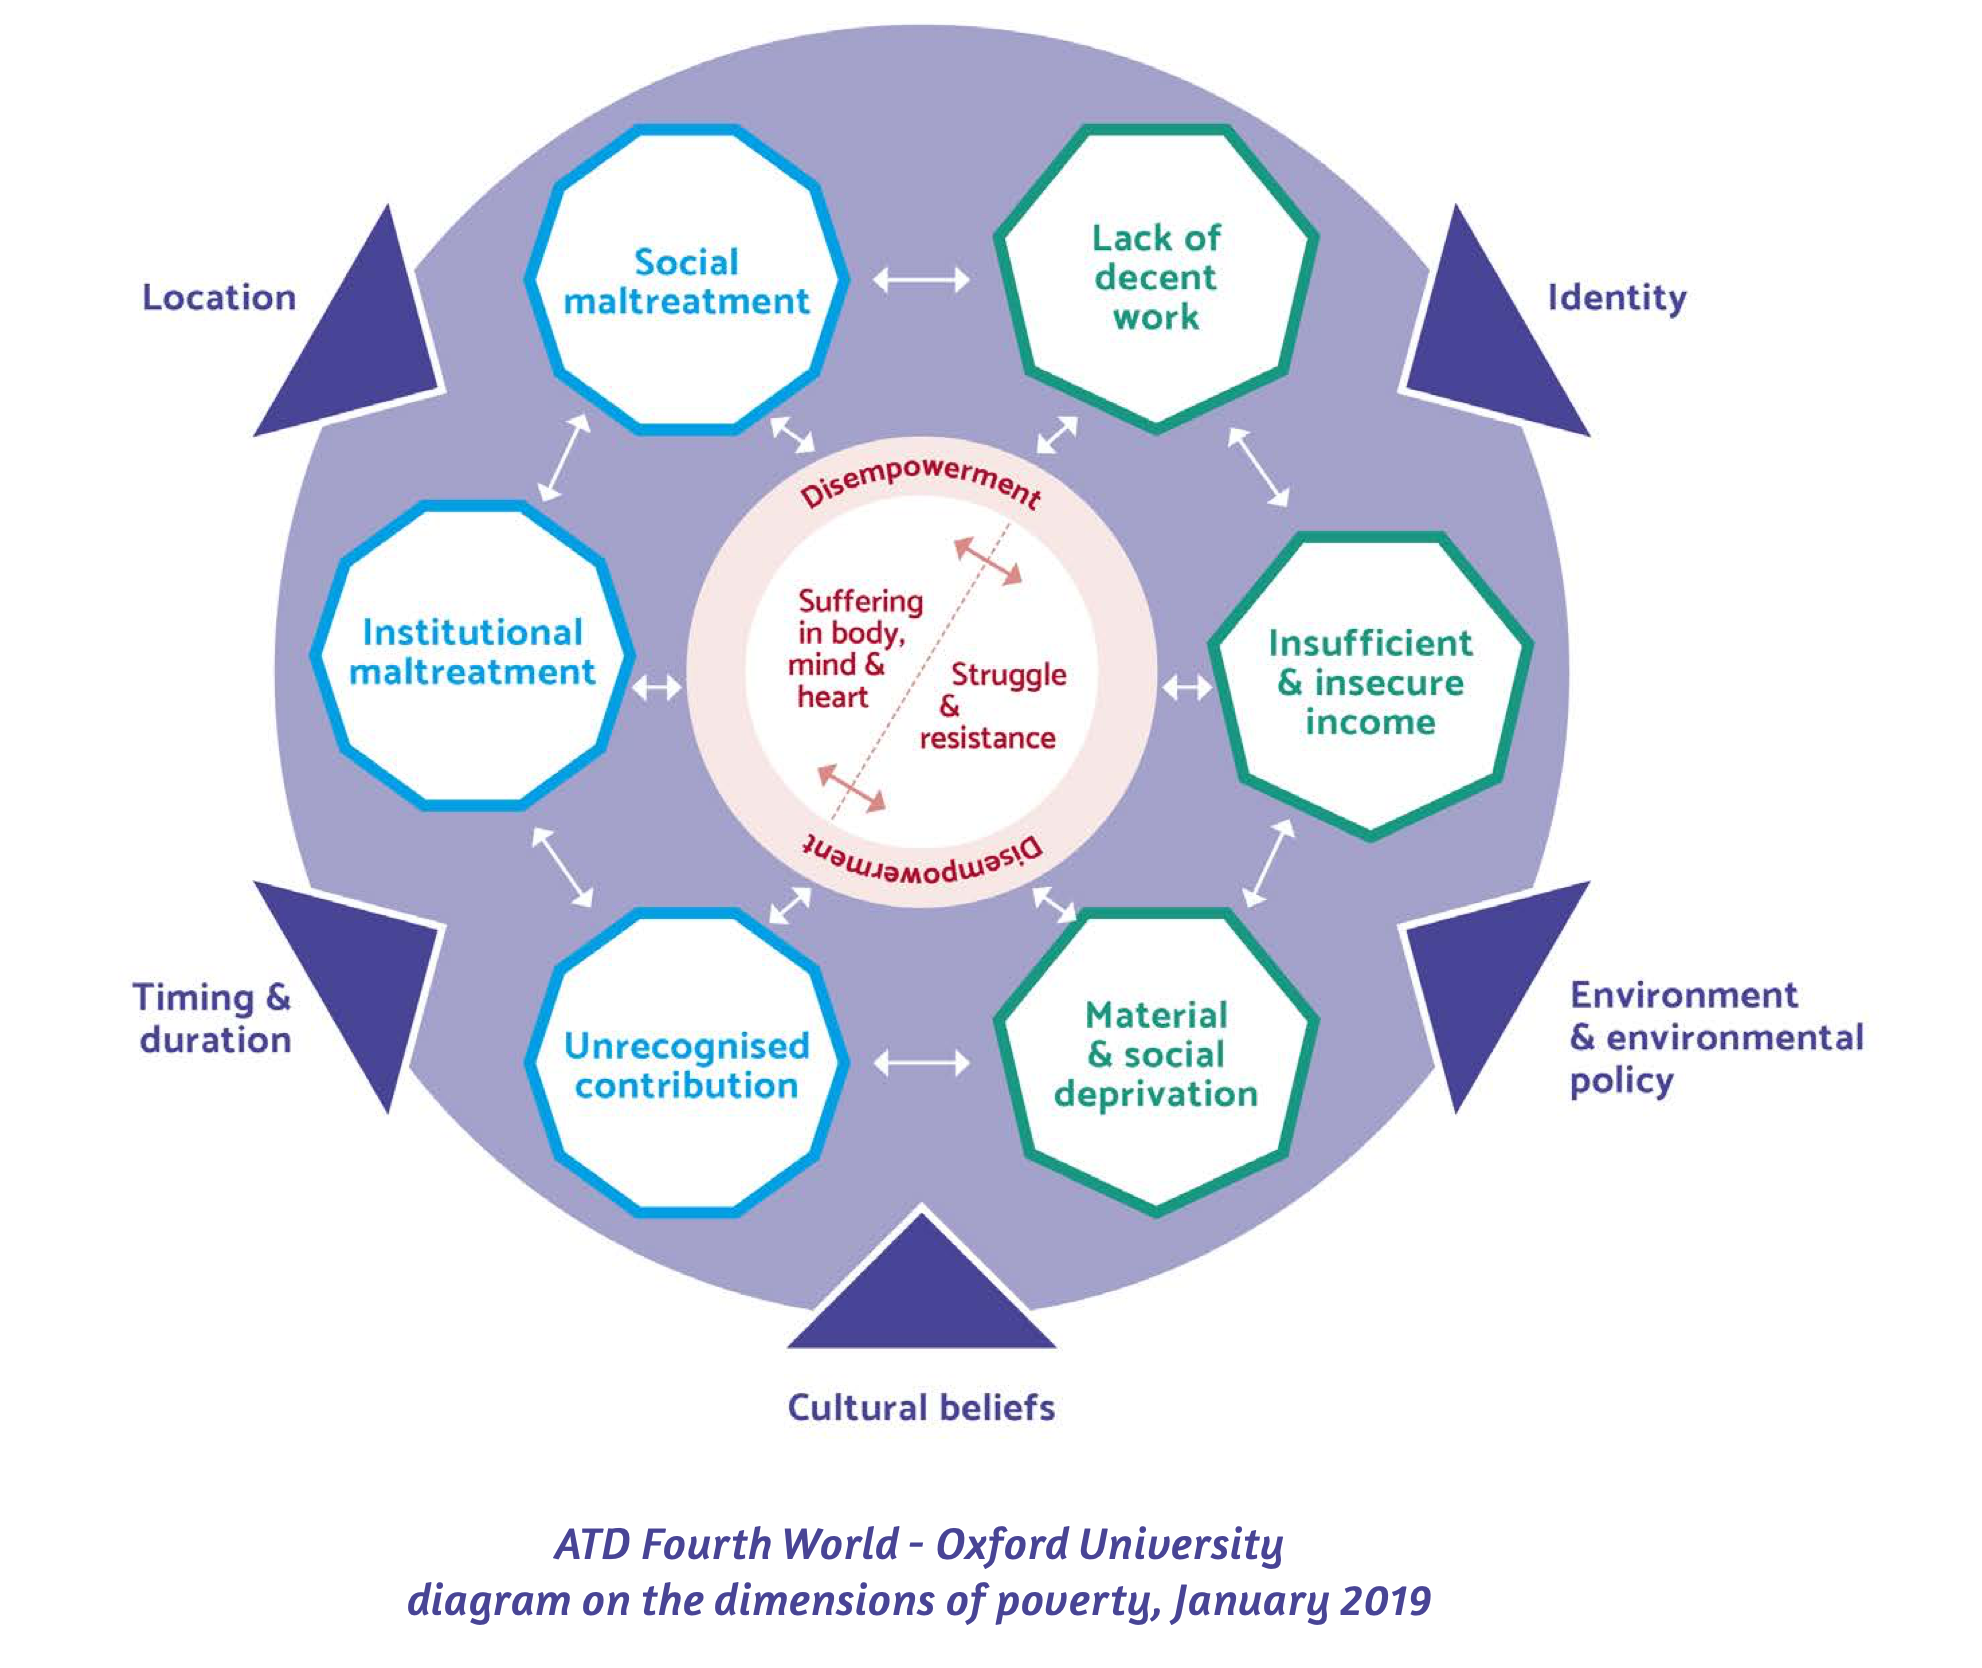 Social
maltreatment
Lack of
decent
work
Location
Identity
Disempowerment
Suffering
in body,
mind &
heart
Struggle
&
resistance
Institutional
maltreatment
Insufficient
& insecure
income
Disempowerment
Timing &
duration
Unrecognised
contribution
Material
& social
deprivation
Environment
& environmental
policy
Cultural beliefs
ATD Fourth World - Oxford University
diagram on the dimensions of poverty, January 2019